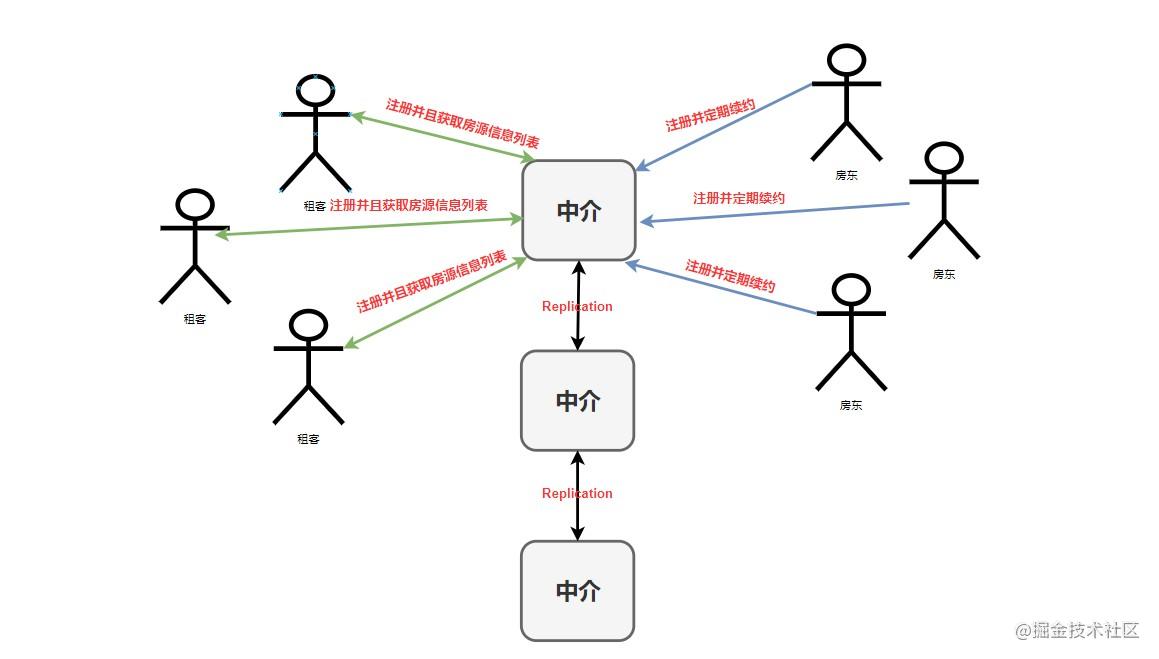 注册并且获取房源信息列表
注册并定期续约
房东
租客
注册并且获取房源信息列表
中介
注册并定期续约
房东
租客
注册并且获取房源信息列表
Replication
注册并定期续约
房东
租客
中介
Replication
中介
@掘金技术社区